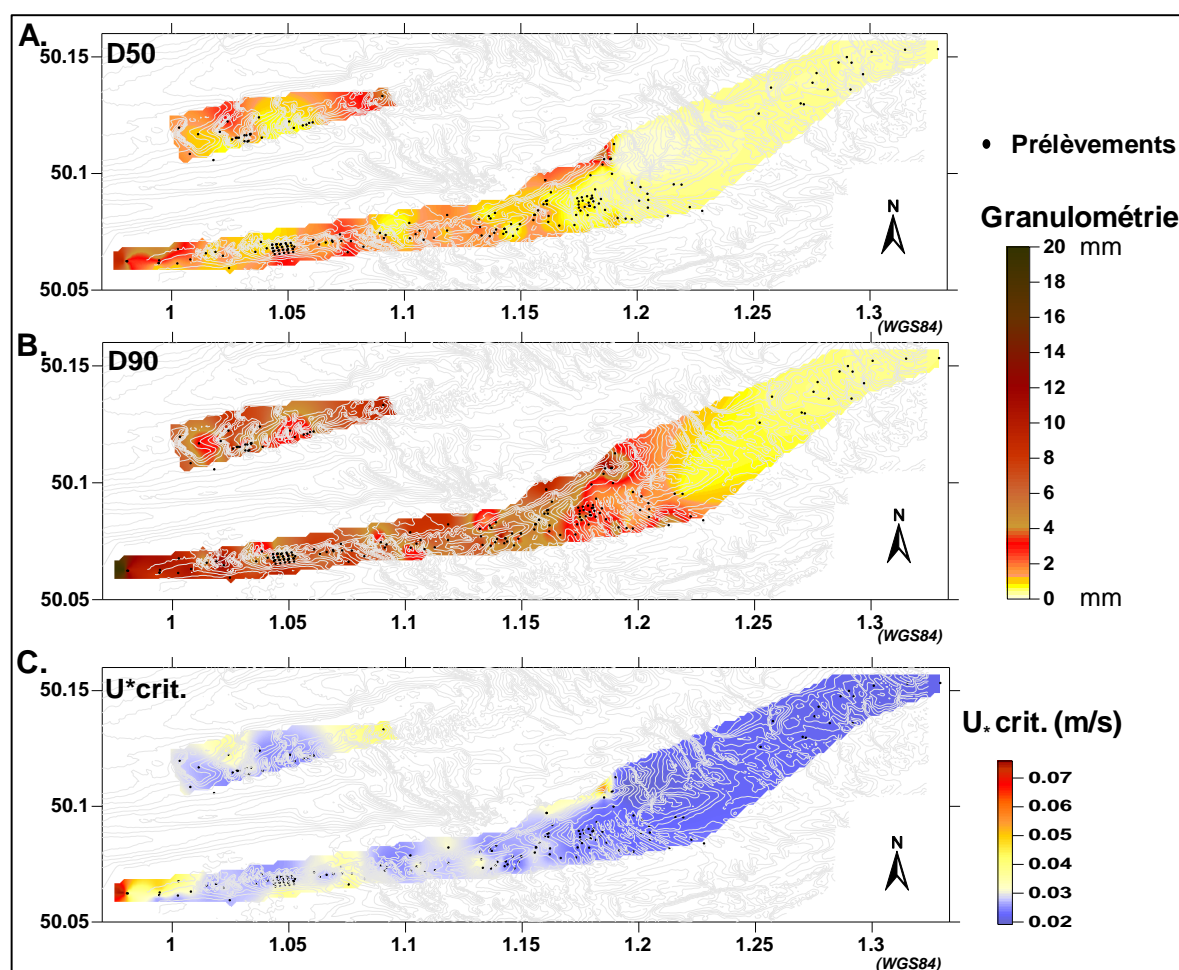 A.
D50
50.15
50.1
50.05
1 1.05 1.1 1.15 1.2 1.25 1.3
(WGS84)
N
B.
D90
50.15
50.1
50.05
1 1.05 1.1 1.15 1.2 1.25 1.3
(WGS84)
N
C.
U*crit.
50.15
50.1
50.05
1 1.05 1.1 1.15 1.2 1.25 1.3
(WGS84)
N
• Prélèvements
Granulométrie
20 mm
18
16
14
12
10
8
6
4
2
0 mm
U* crit. (m/s)
0.07
0.06
0.05
0.04
0.03
0.02